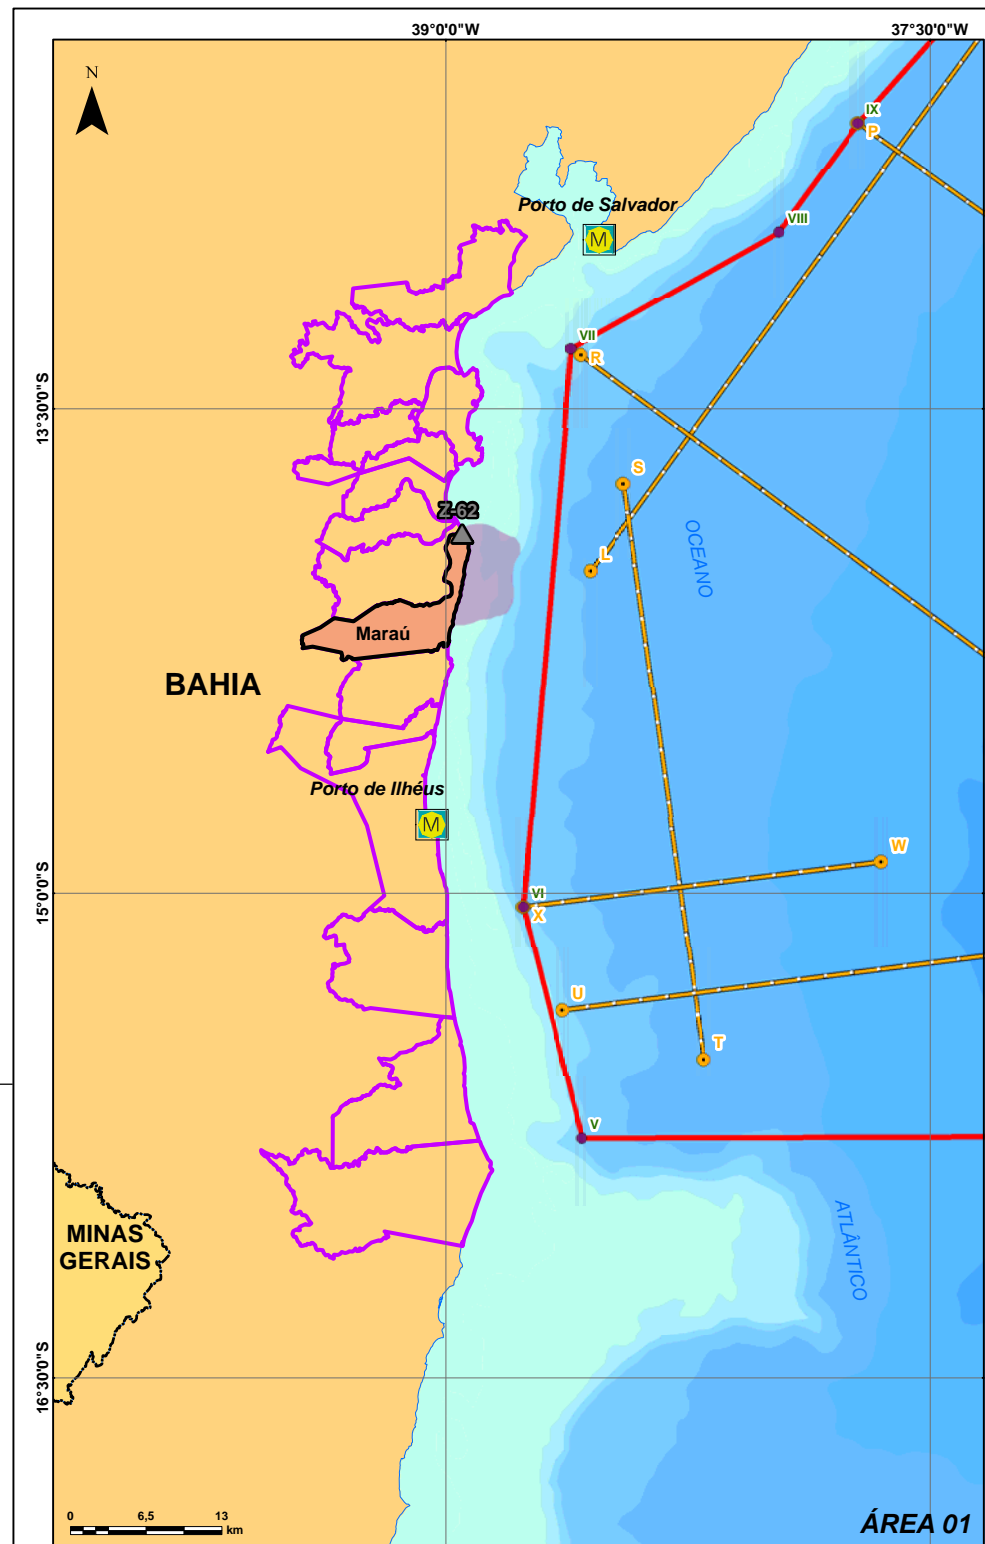 39°0'0"W
37°30'0"W
N
IX
P
Porto de Salvador
M
VIII
VII
R
13°30'0"S
S
Z-62
OCEANO
L
Maraú
BAHIA
Porto de Ilhéus
M
W
15°0'0"S
VI
X
U
T
V
MINAS
GERAIS
ATLÂNTICO
16°30'0"S
0 6,5 13
km
ÁREA 01